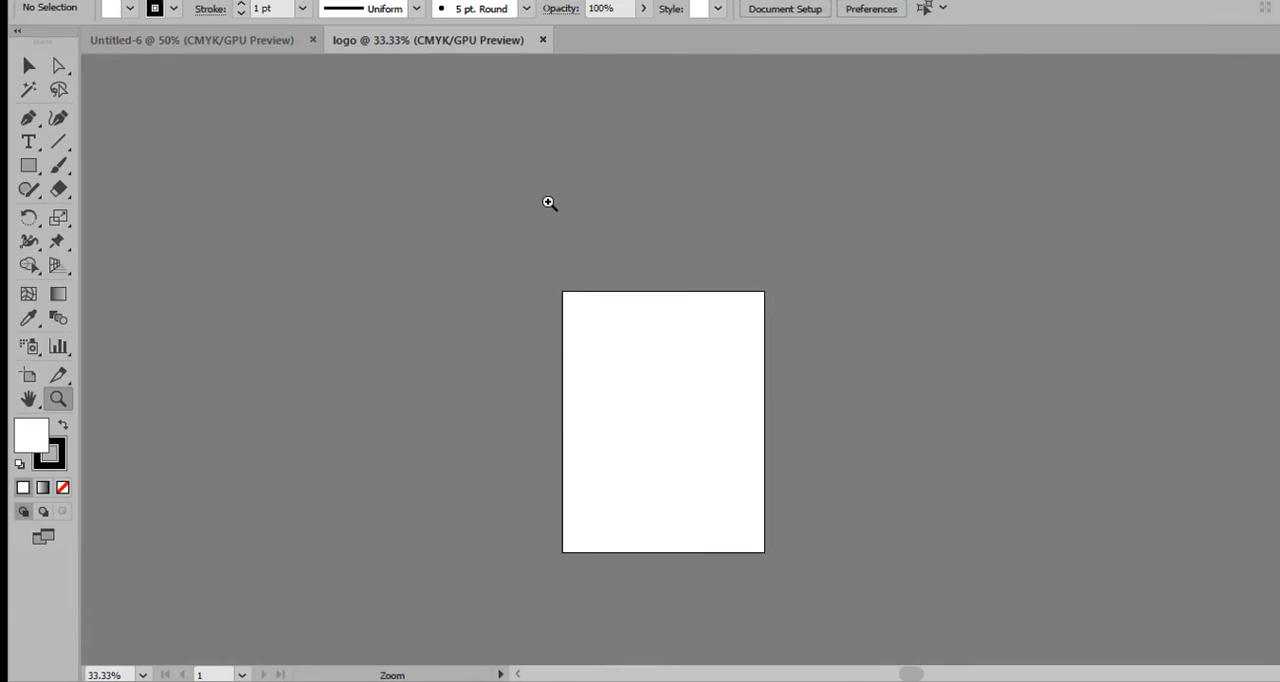 No Selection Stroke: 1 pt Uniform 5 pt. Round Opacity: 100% Style: Document Setup Preferences
Untitled-6 @ 50% (CMYK/GPU Preview) × logo @ 33.33% (CMYK/GPU Preview) ×
33.33% 1 Zoom